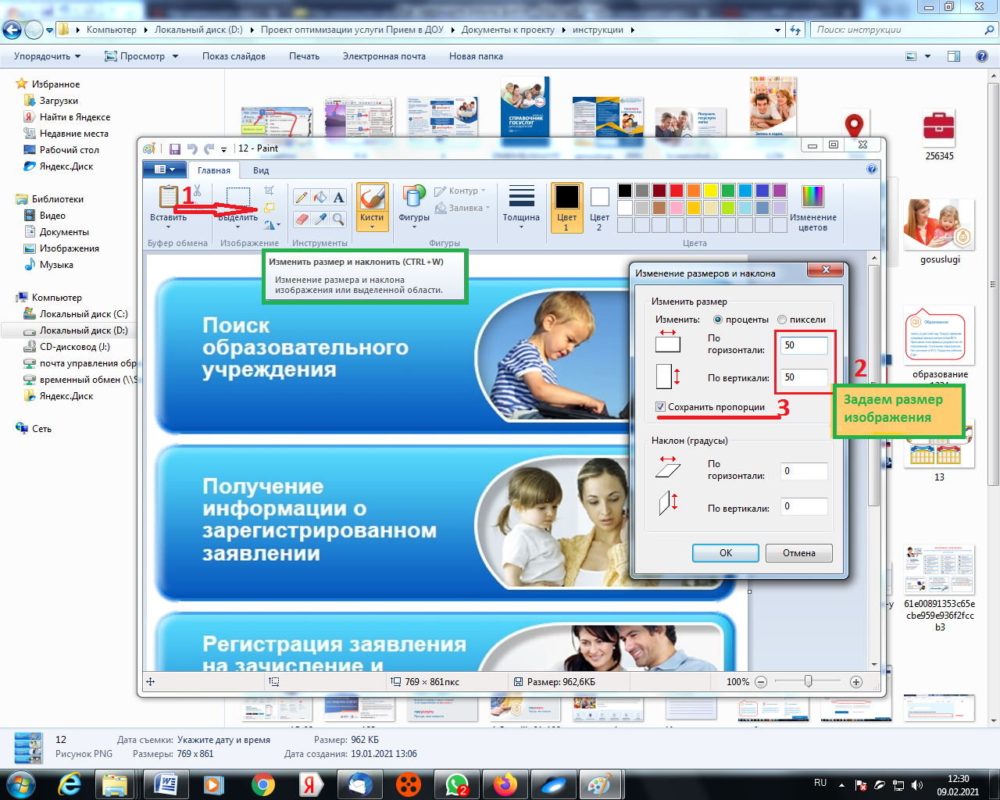 Компьютер
Локальный диск (D:)
Проект оптимизации услуги Прием в ДОУ
Документы к проекту
инструкции
Поиск: инструкции
Упорядочить
Просмотр
Показ слайдов
Печать
Электронная почта
Новая папка
Избранное
Загрузки
Найти в Яндексе
Недавние места
Рабочий стол
Яндекс.Диск
Библиотеки
Видео
Документы
Изображения
Музыка
Компьютер
Локальный диск (C:)
Локальный диск (D:)
CD-дисковод (J:)
почта управления обр
временный обмен (\\S
Яндекс.Диск
Сеть
СПРАВОЧНИК
ГОСУСЛУГ
256345
gosuslugi
Образование
образование
13
61e00891353c65e
cbe959e936f2fcc
b3
12 - Paint
Главная
Вид
1
Вставить
Выделить
Кисти
Фигуры
Контур
Заливка
Толщина
Цвет
1
Цвет
2
Изменение
цветов
Буфер обмена
Изображение
Инструменты
Фигуры
Цвета
Изменить размер и наклонить (CTRL+W)
Изменение размера и наклона
изображения или выделенной области.
Поиск
образовательного
учреждения
Получение
информации о
зарегистрированном
заявлении
Регистрация заявления
на зачисление и
Изменение размеров и наклона
Изменить размер
Изменить:
проценты
пиксели
По
горизонтали:
50
По вертикали:
50
2
Сохранить пропорции
3
Задаем размер
изображения
Наклон (градусы)
По
горизонтали:
0
По вертикали:
0
OK
Отмена
769 × 861пкс
Размер: 962,6КБ
100%
12
Дата съемки: Укажите дату и время
Размер: 962 КБ
Рисунок PNG
Размеры: 769 x 861
Дата создания: 19.01.2021 13:06
2
RU
12:30
09.02.2021